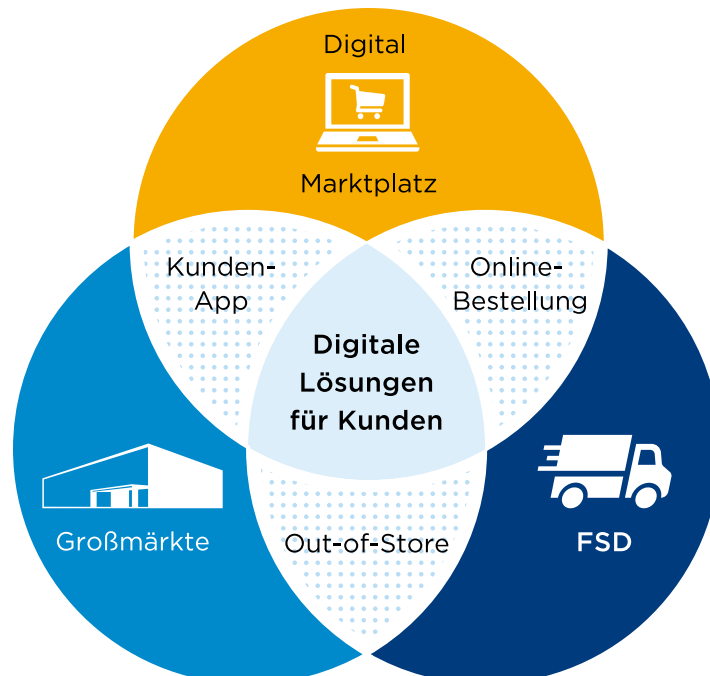 Digital
Marktplatz
Kunden-
App
Online-
Bestellung
Digitale
Lösungen
für Kunden
Großmärkte
Out-of-Store
FSD